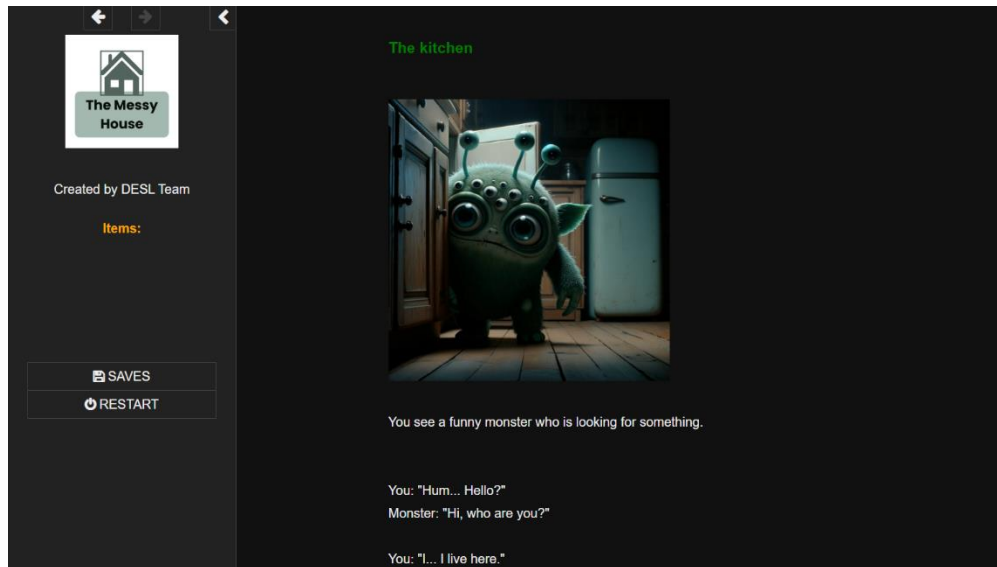 The Messy
House
Created by DESL Team
Items:
SAVES
RESTART
The kitchen
You see a funny monster who is looking for something.
You: "Hum... Hello?"
Monster: "Hi, who are you?"
You: "I... I live here."